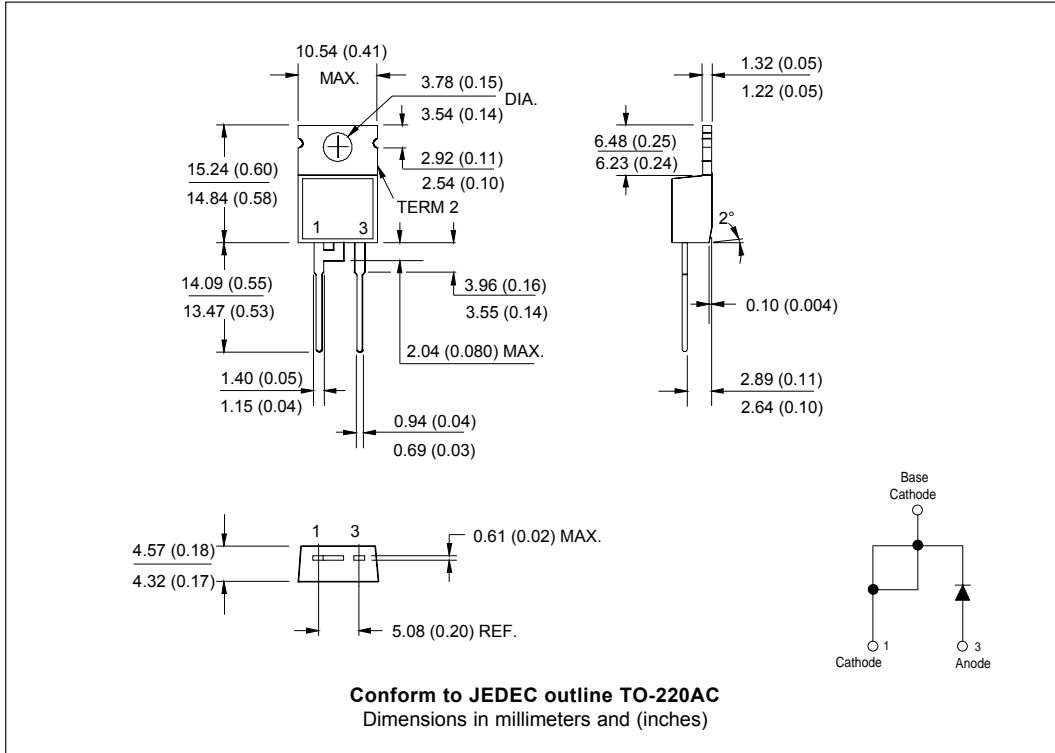 10.54 (0.41)
MAX.
3.78 (0.15)
3.54 (0.14)
DIA.
2.92 (0.11)
2.54 (0.10)
TERM 2
15.24 (0.60)
14.84 (0.58)
1 3
14.09 (0.55)
13.47 (0.53)
3.96 (0.16)
3.55 (0.14)
2.04 (0.080) MAX.
1.40 (0.05)
1.15 (0.04)
0.94 (0.04)
0.69 (0.03)
1.32 (0.05)
1.22 (0.05)
6.48 (0.25)
6.23 (0.24)
2°
0.10 (0.004)
2.89 (0.11)
2.64 (0.10)
1 3
4.57 (0.18)
4.32 (0.17)
0.61 (0.02) MAX.
5.08 (0.20) REF.
Base
Cathode
1
Cathode
3
Anode
Conform to JEDEC outline TO-220AC
Dimensions in millimeters and (inches)